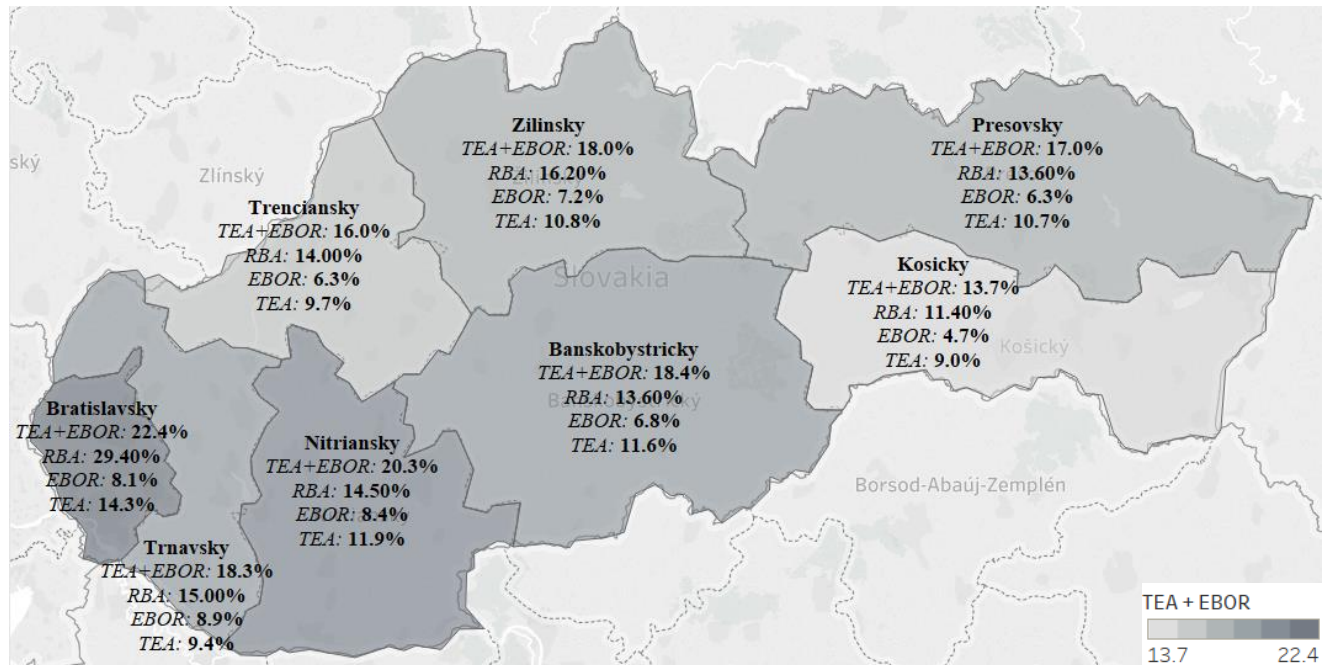 Zilinsky
TEA+EBOR: 18.0%
RBA: 16.20%
EBOR: 7.2%
TEA: 10.8%
Presovsky
TEA+EBOR: 17.0%
RBA: 13.60%
EBOR: 6.3%
TEA: 10.7%
ský
Zlínský
Trenciansky
TEA+EBOR: 16.0%
RBA: 14.00%
EBOR: 6.3%
TEA: 9.7%
Slovakia
Kosicky
TEA+EBOR: 13.7%
RBA: 11.40%
EBOR: 4.7%
TEA: 9.0%
Košický
Banskobystricky
TEA+EBOR: 18.4%
RBA: 13.60%
Banskobystrický
EBOR: 6.8%
TEA: 11.6%
Bratislavsky
TEA+EBOR: 22.4%
RBA: 29.40%
EBOR: 8.1%
TEA: 14.3%
Nitriansky
TEA+EBOR: 20.3%
RBA: 14.50%
EBOR: 8.4%
TEA: 11.9%
Borsod-Abaúj-Zemplén
Trnavsky
TEA+EBOR: 18.3%
RBA: 15.00%
EBOR: 8.9%
TEA: 9.4%
TEA + EBOR
13.7 22.4